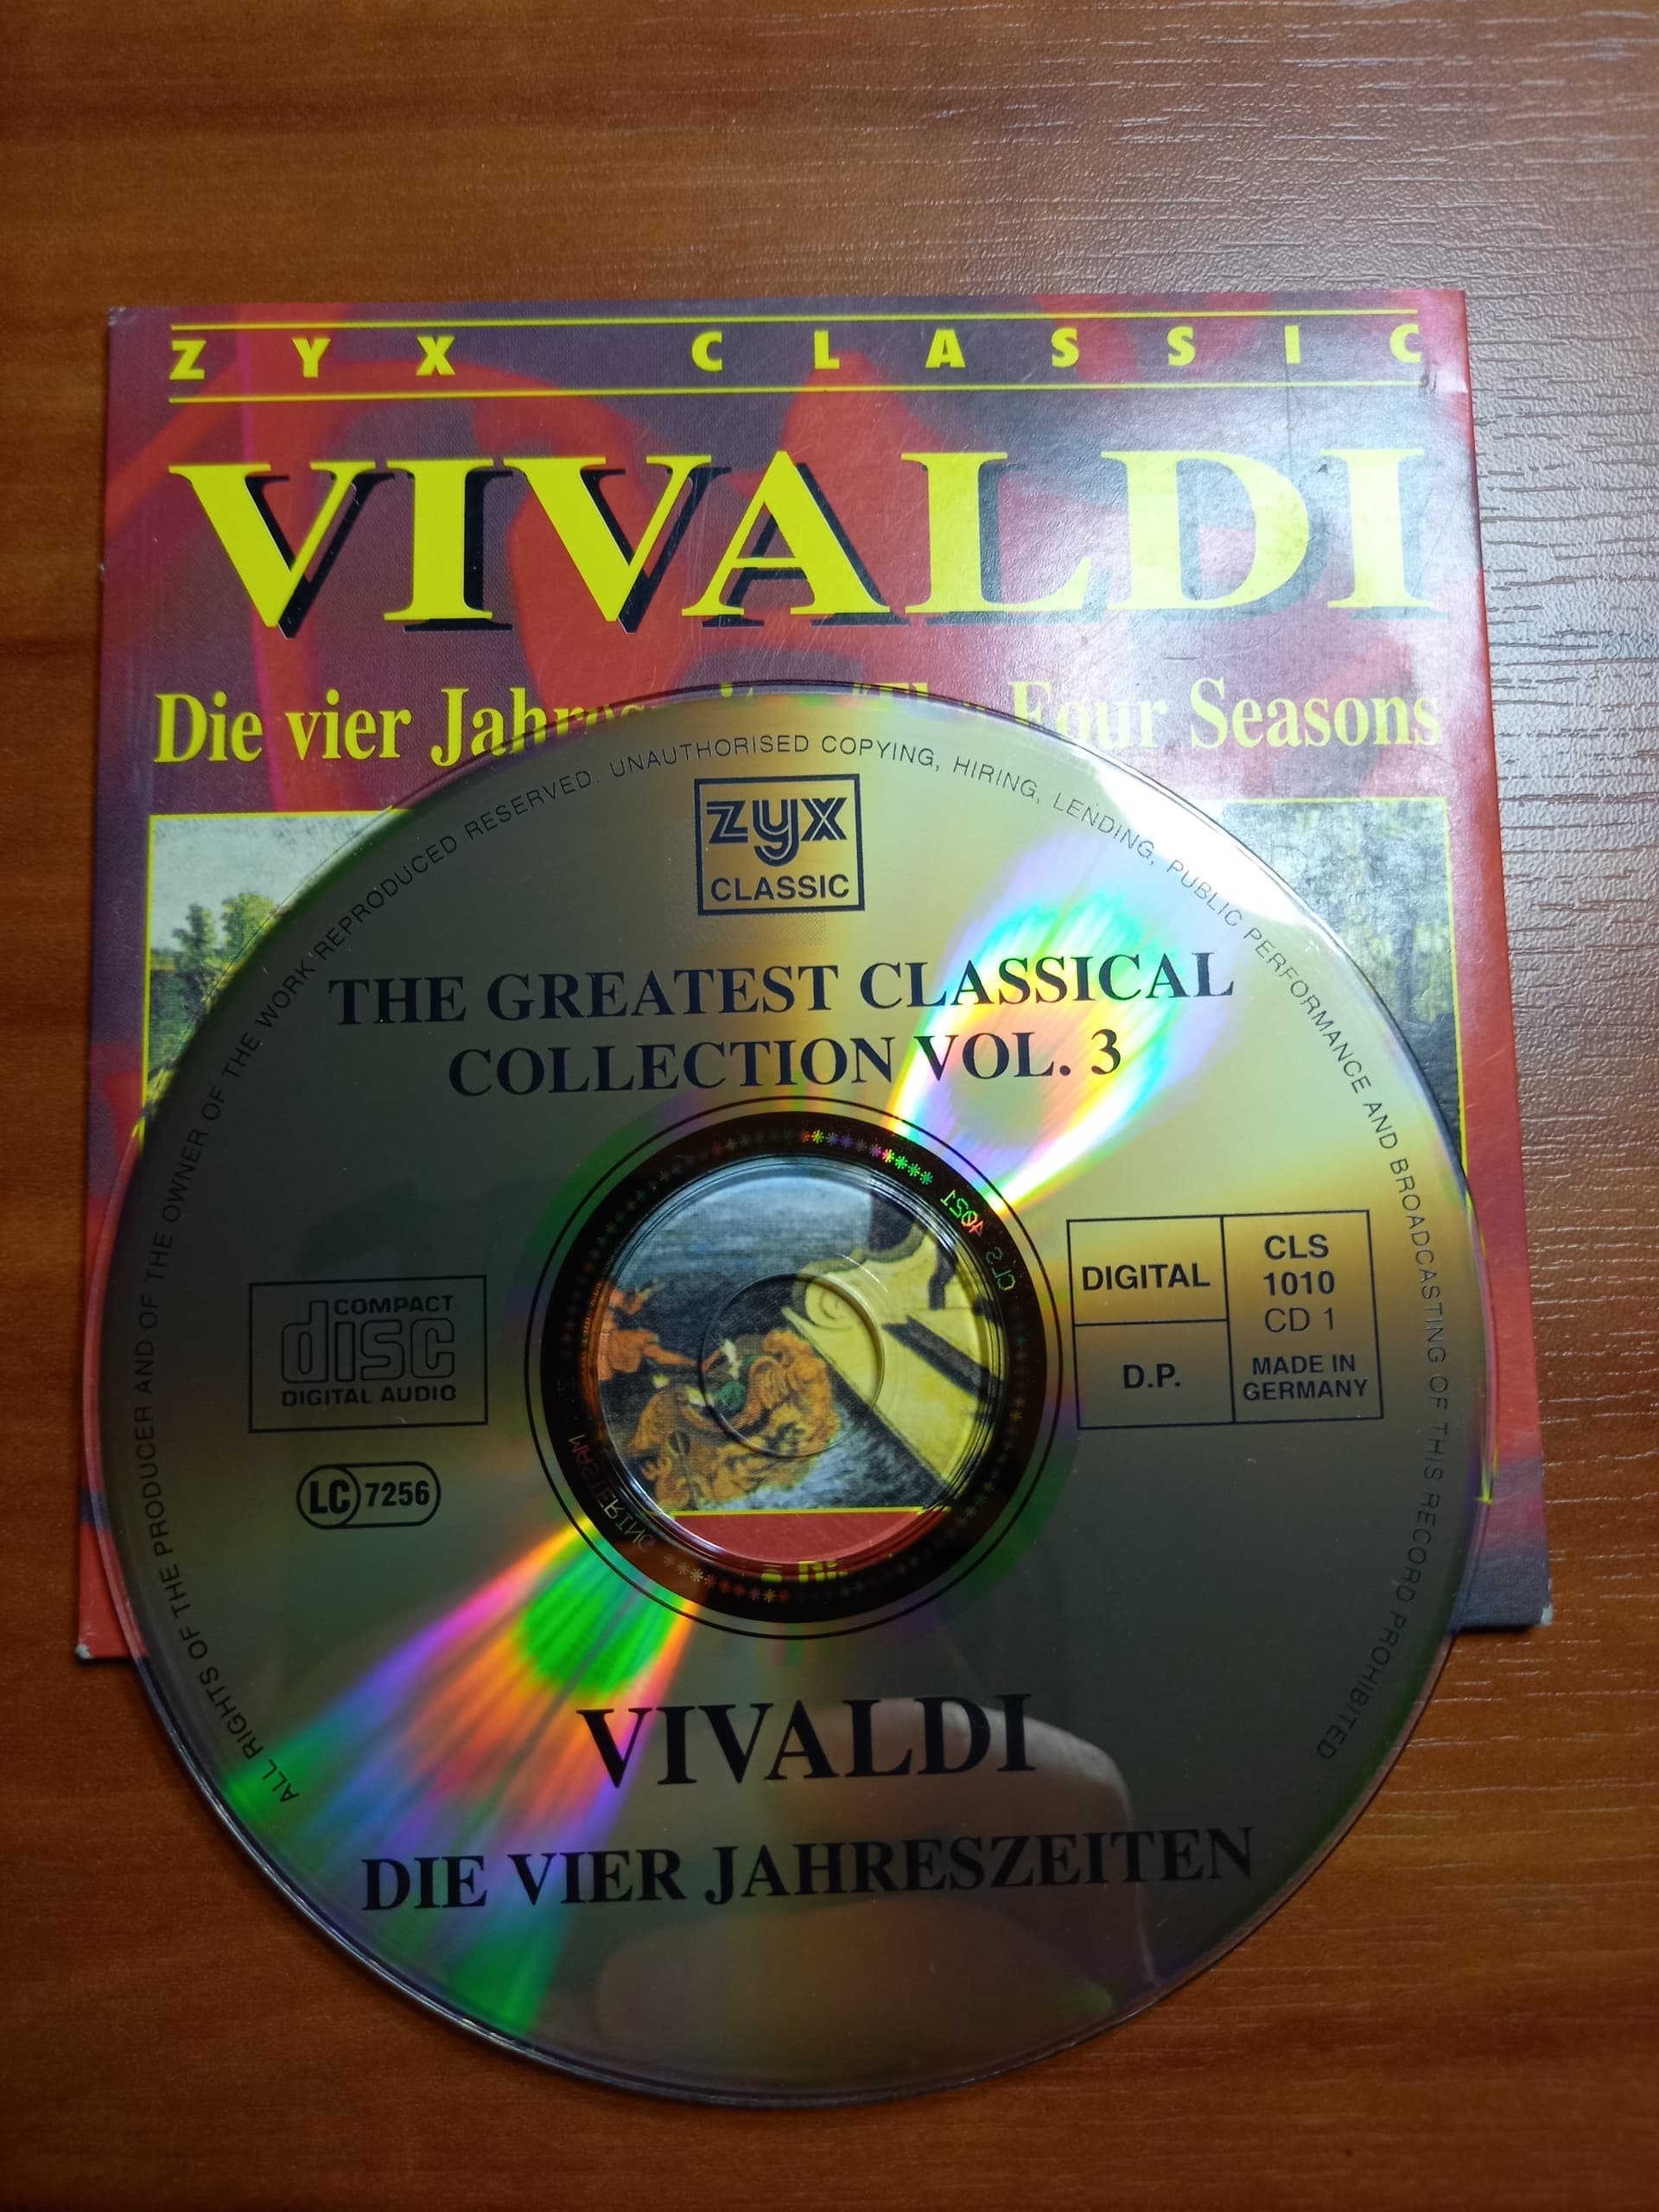 ZYX CLASSIC
VIVALDI
Die vier Four Seasons
ALL RIGHTS OF THE PRODUCER AND OF THE OWNER OF THE WORK REPRODUCED RESERVED. UNAUTHORISED COPYING, HIRING, LENDING, PUBLIC PERFORMANCE AND BROADCASTING OF THIS RECORD PROHIBITED.
zyx
CLASSIC
THE GREATEST CLASSICAL
COLLECTION VOL. 3
COMPACT
disc
DIGITAL AUDIO
LC 7256
DIGITAL
D.P.
CLS
1010
CD 1
MADE IN
GERMANY
VIVALDI
DIE VIER JAHRESZEITEN